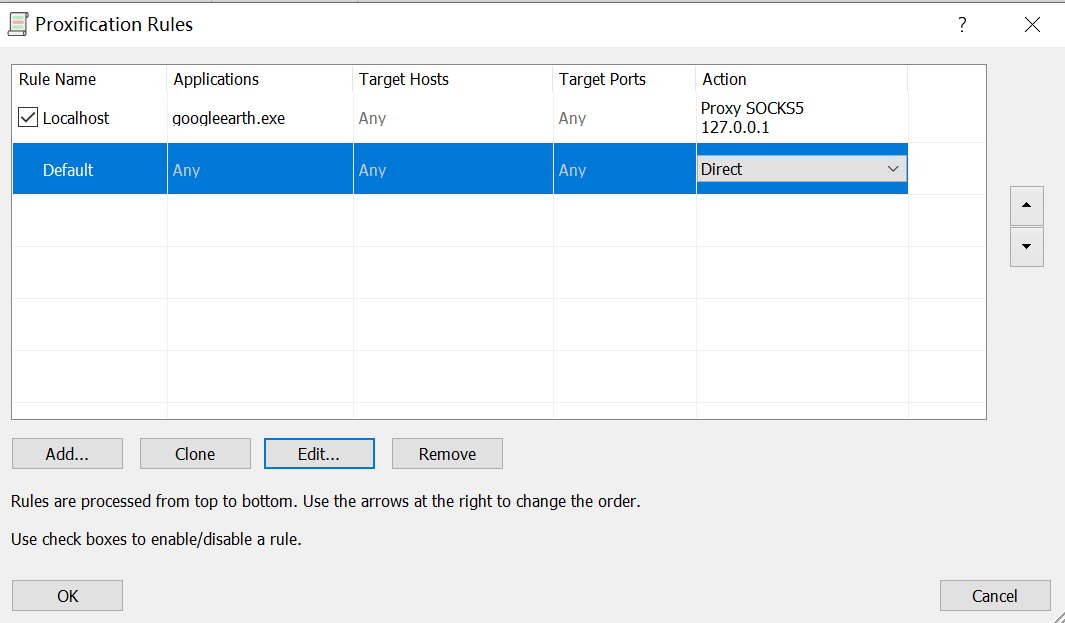 Proxification Rules
?
Rule Name Applications Target Hosts Target Ports Action
Localhost googleearth.exe Any Any Proxy SOCKS5
127.0.0.1
Default Any Any Any Direct
Add... Clone Edit... Remove
Rules are processed from top to bottom. Use the arrows at the right to change the order.
Use check boxes to enable/disable a rule.
OK Cancel